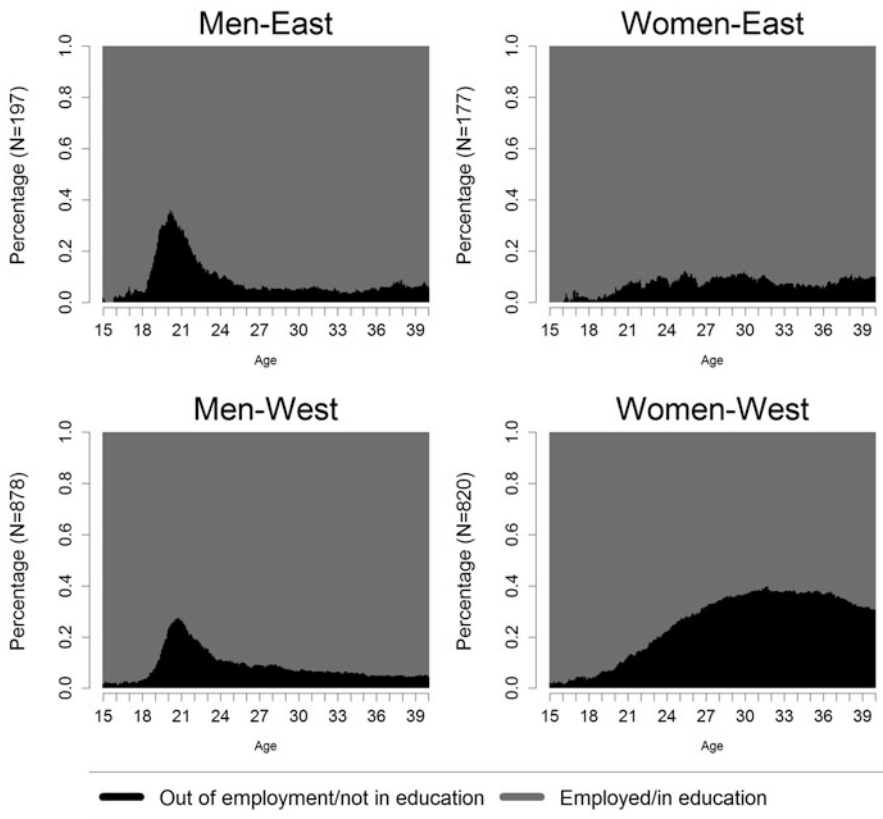 Men-East
Women-East
Percentage (N=197)
1.0
0.8
0.6
0.4
0.2
0.0
15 18 21 24 27 30 33 36 39
Age
Percentage (N=177)
1.0
0.8
0.6
0.4
0.2
0.0
15 18 21 24 27 30 33 36 39
Age
Men-West
Women-West
Percentage (N=878)
1.0
0.8
0.6
0.4
0.2
0.0
15 18 21 24 27 30 33 36 39
Age
Percentage (N=820)
1.0
0.8
0.6
0.4
0.2
0.0
15 18 21 24 27 30 33 36 39
Age
Out of employment/not in education
Employed/in education